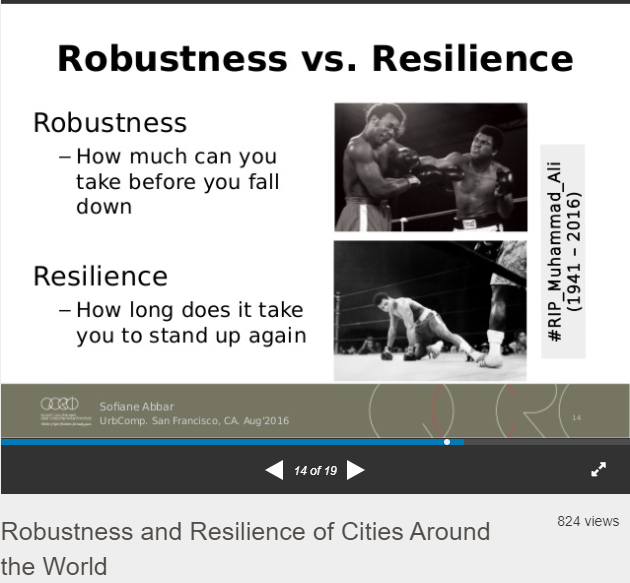 Robustness vs. Resilience
Robustness
– How much can you
take before you fall
down
Resilience
– How long does it take
you to stand up again
#RIP_Muhammad_Ali
(1941 – 2016)
Sofiane Abbar
UrbComp. San Francisco, CA. Aug'2016
14
14 of 19
Robustness and Resilience of Cities Around
the World
824 views